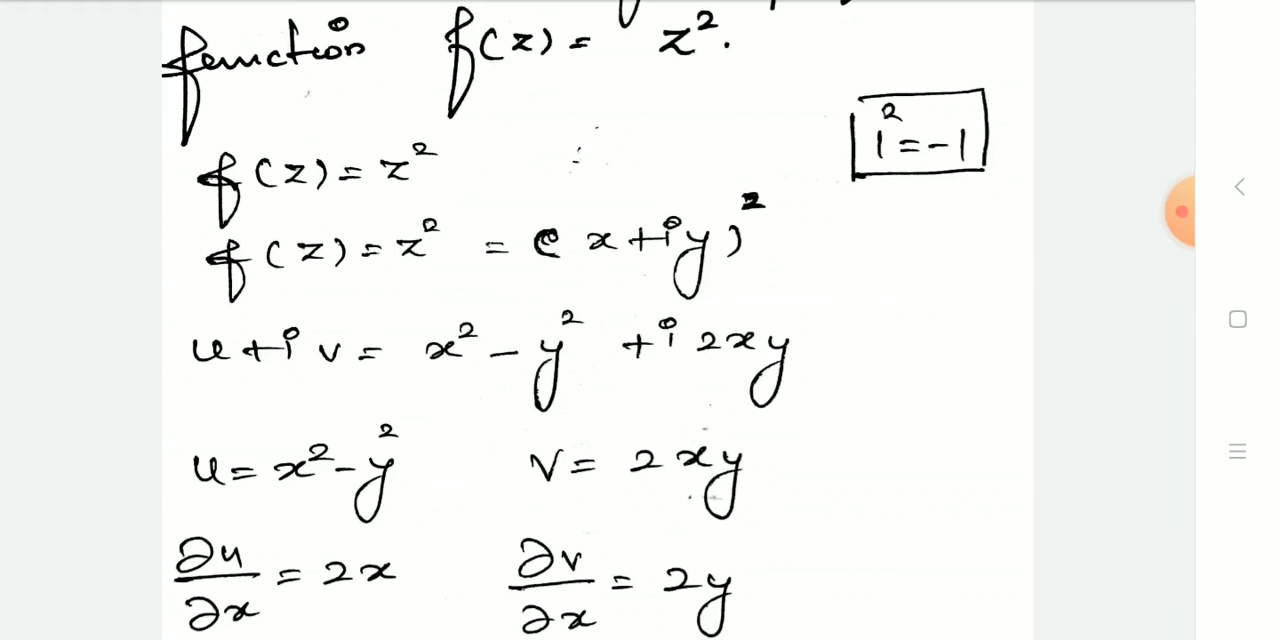 function f(z) = z².
i² = -1
f(z) = z²
f(z) = z² = (x+iy)²
u+iv = x² - y² + i 2xy
u = x² - y² v = 2xy
∂u/∂x = 2x ∂v/∂x = 2y